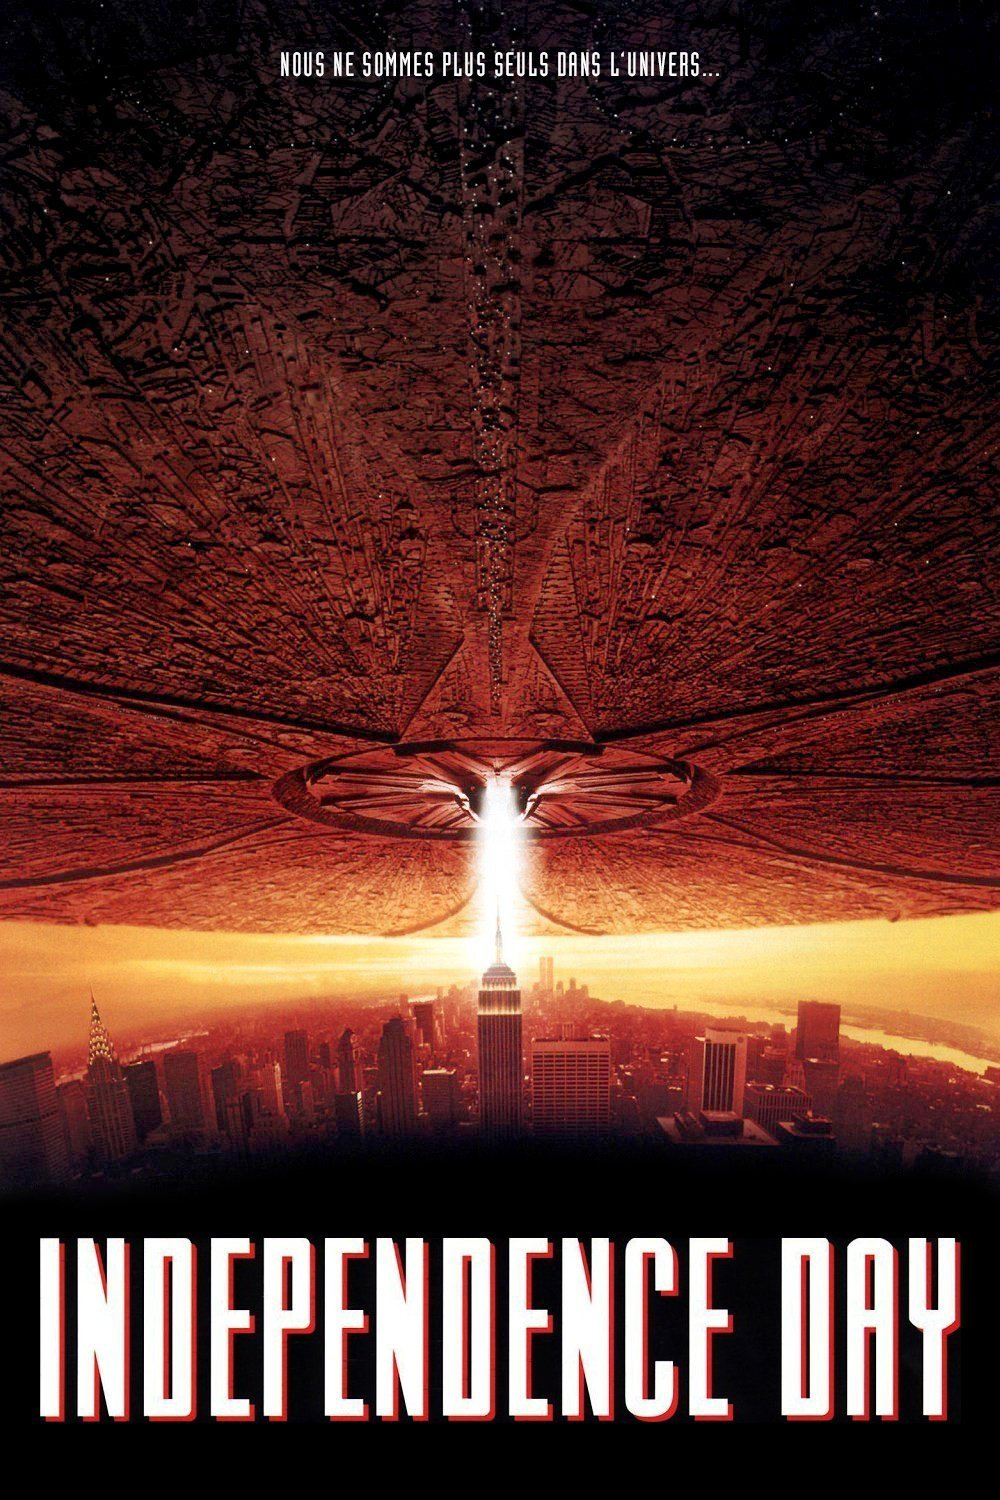 NOUS NE SOMMES PLUS SEULS DANS L'UNIVERS...
INDEPENDENCE DAY